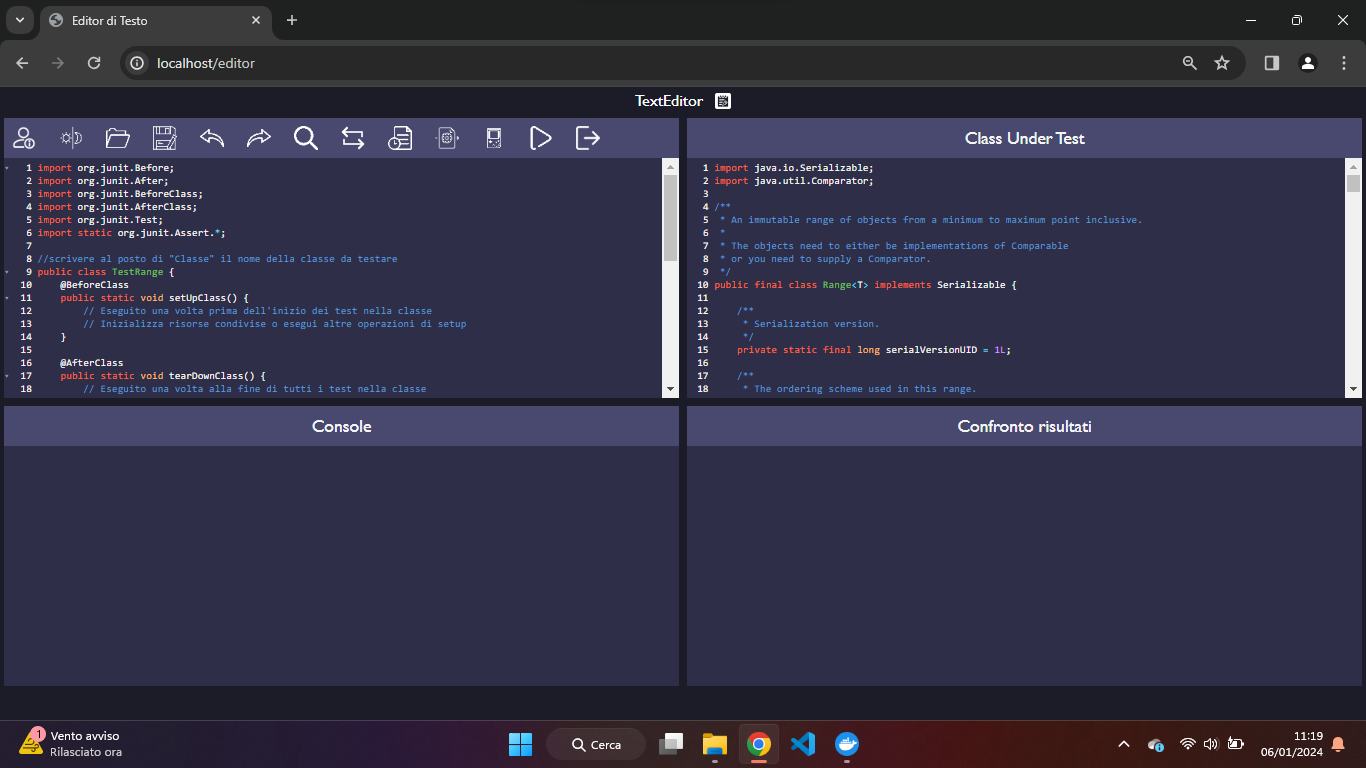 Editor di Testo
localhost/editor
TextEditor
Class Under Test
1 import org.junit.Before;
2 import org.junit.After;
3 import org.junit.BeforeClass;
4 import org.junit.AfterClass;
5 import org.junit.Test;
6 import static org.junit.Assert.*;
7
8 //scrivere al posto di "Classe" il nome della classe da testare
9 public class TestRange {
10 @BeforeClass
11 public static void setUpClass() {
12 // Eseguito una volta prima dell'inizio dei test nella classe
13 // Inizializza risorse condivise o esegui altre operazioni di setup
14 }
15
16 @AfterClass
17 public static void tearDownClass() {
18 // Eseguito una volta alla fine di tutti i test nella classe
1 import java.io.Serializable;
2 import java.util.Comparator;
3
4 /**
5 * An immutable range of objects from a minimum to maximum point inclusive.
6 *
7 * The objects need to either be implementations of Comparable
8 * or you need to supply a Comparator.
9 */
10 public final class Range<T> implements Serializable {
11
12 /**
13 * Serialization version.
14 */
15 private static final long serialVersionUID = 1L;
16
17 /**
18 * The ordering scheme used in this range.
Console
Confronto risultati
1
Vento avviso
Rilasciato ora
Cerca
11:19
06/01/2024